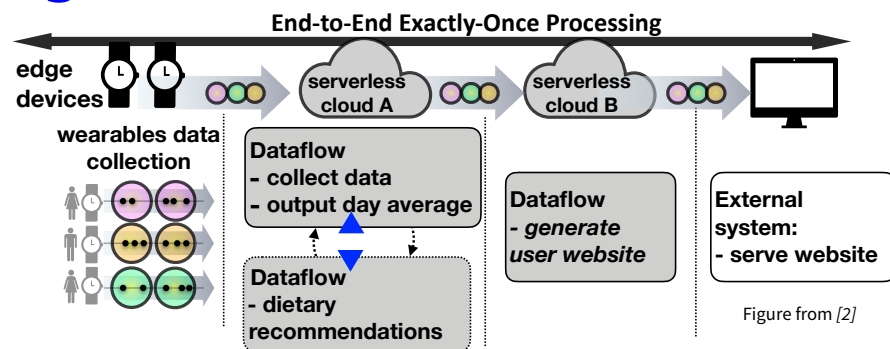 End-to-End Exactly-Once Processing
edge
devices
serverless
cloud A
serverless
cloud B
wearables data
collection
Dataflow
- collect data
- output day average
Dataflow
- dietary
recommendations
Dataflow
- generate
user website
External
system:
- serve website
Figure from [2]